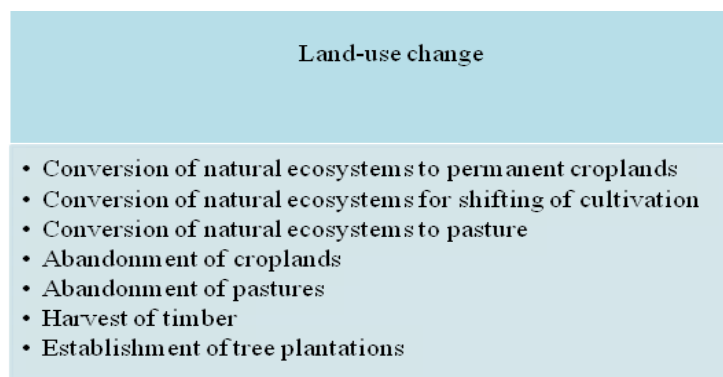 Land-use change
• Conversion of natural ecosystems to permanent croplands
• Conversion of natural ecosystems for shifting of cultivation
• Conversion of natural ecosystems to pasture
• Abandonment of croplands
• Abandonment of pastures
• Harvest of timber
• Establishment of tree plantations